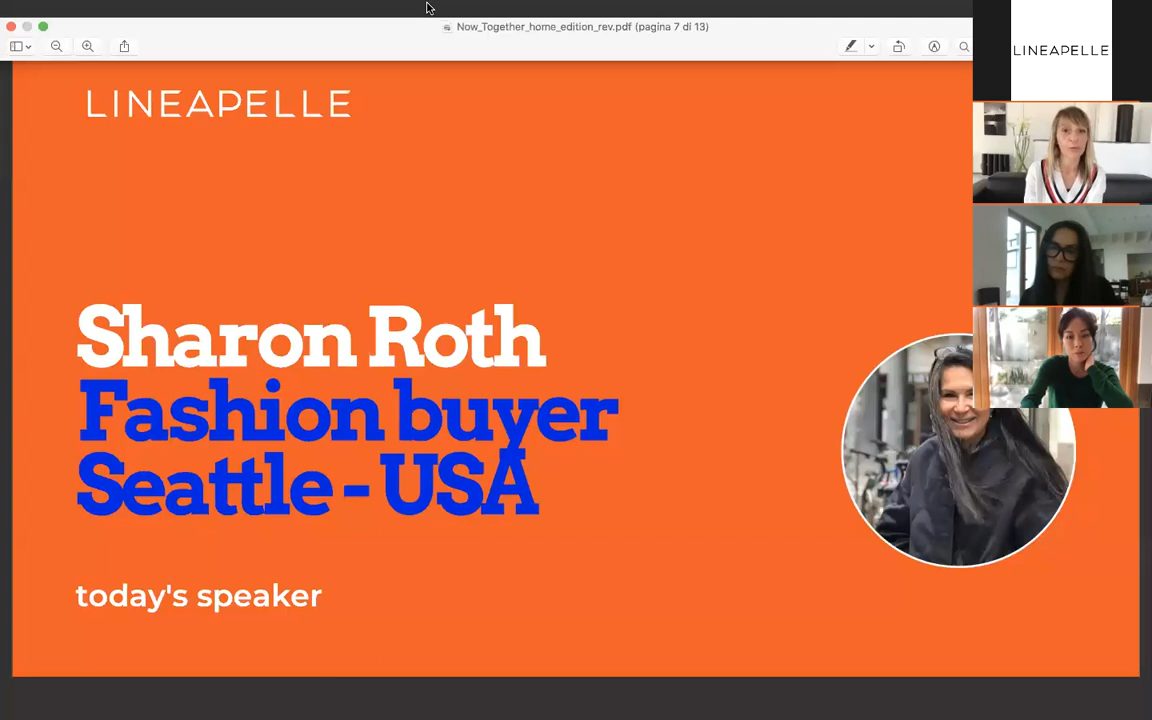 Now_Together_home_edition_rev.pdf (pagina 7 di 13)
LINEAPELLE
LINEAPELLE
Sharon Roth
Fashion buyer
Seattle - USA
today's speaker